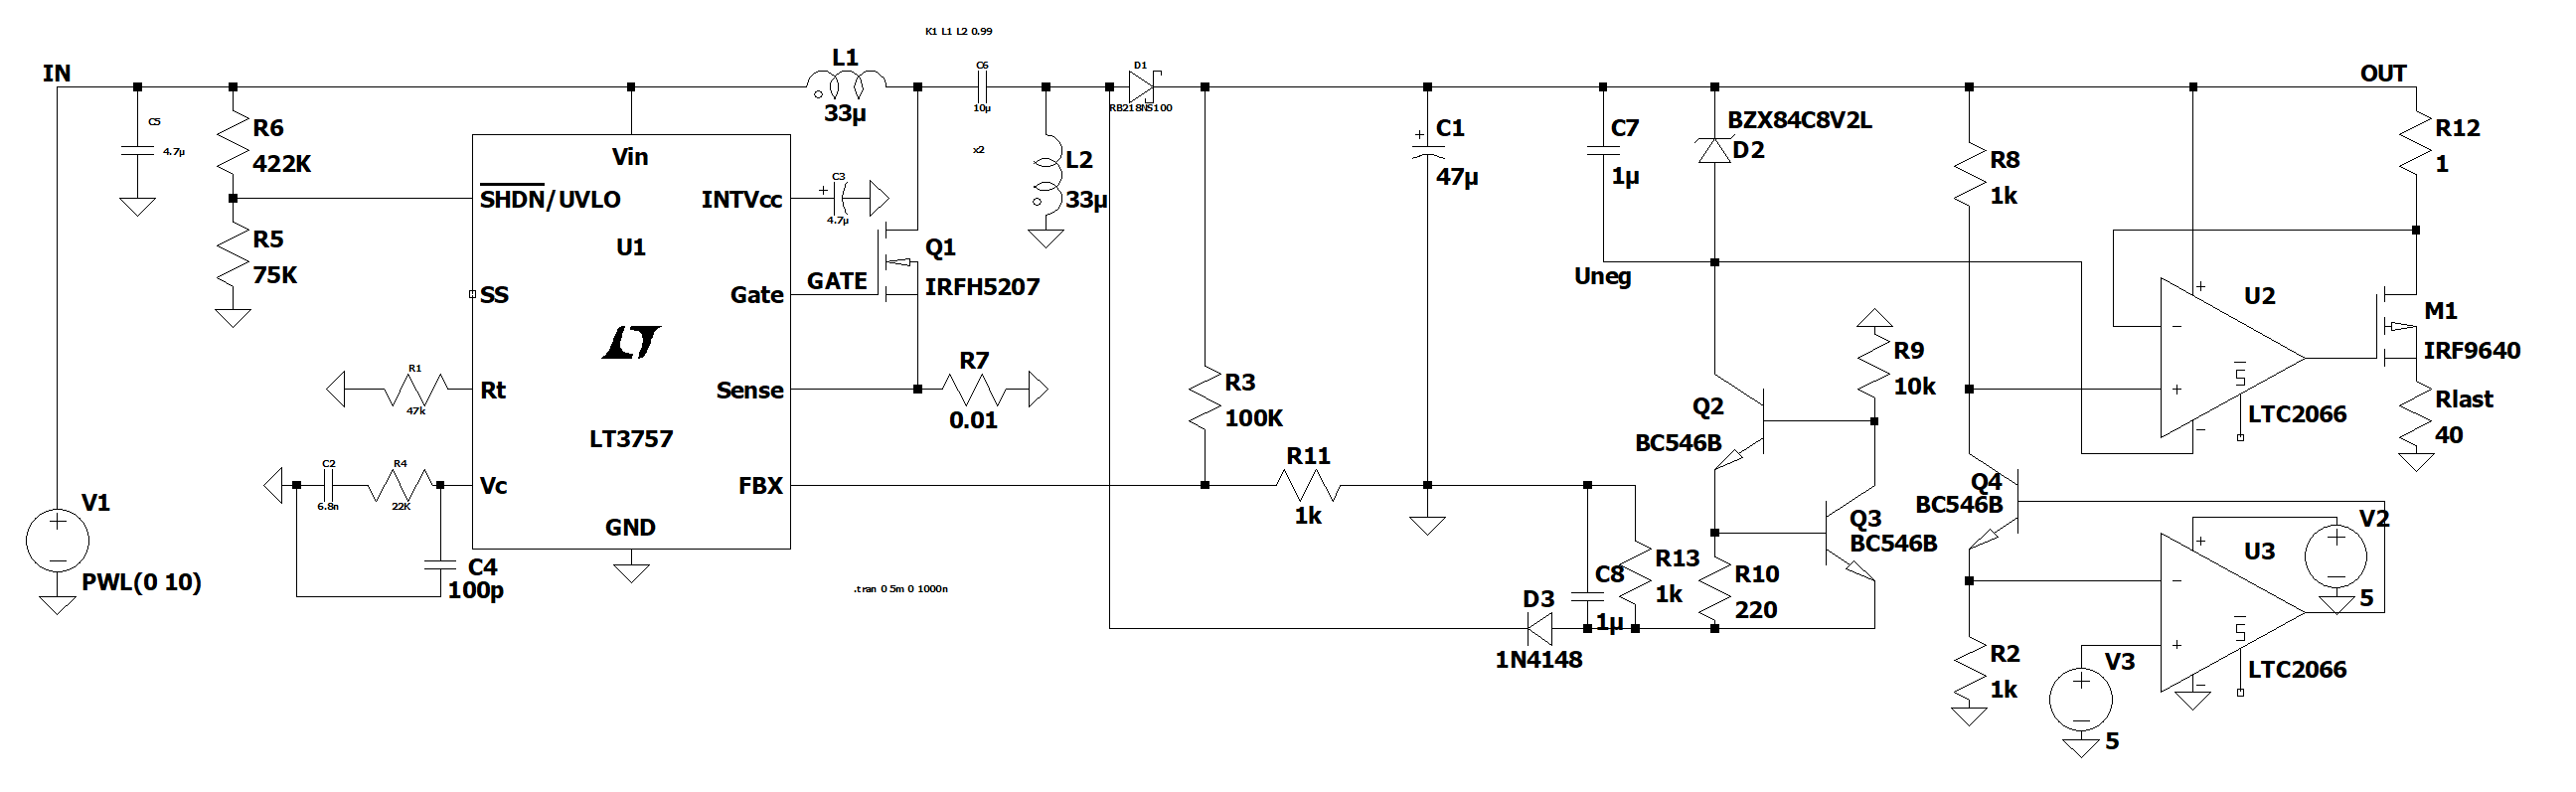 K1 L1 L2 0.99
IN
L1
33µ
C6
10µ
x2
D1
RB218NS100
OUT
C5
4.7µ
R6
422K
R5
75K
Vin
SHDN/UVLO
INTVcc
U1
SS
Gate
Rt
Sense
LT3757
Vc
FBX
GND
C3
4.7µ
GATE
Q1
IRFH5207
L2
33µ
R7
0.01
R1
47k
C2
6.8n
R4
22K
C4
100p
V1
PWL(0 10)
.tran 0 5m 0 1000n
R3
100K
R11
1k
C1
47µ
C7
1µ
BZX84C8V2L
D2
Uneg
R8
1k
R12
1
U2
LTC2066
M1
IRF9640
Rlast
40
R9
10k
Q2
BC546B
Q3
BC546B
Q4
BC546B
R10
220
R13
1k
C8
1µ
D3
1N4148
R2
1k
V2
5
U3
LTC2066
V3
5